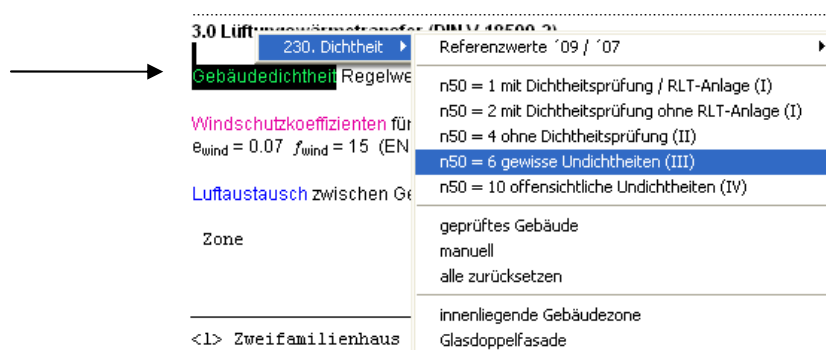 3.0 Lüftungswärmetransfer (DIN V 18599-2)
230. Dichtheit
Gebäudedichtheit Regelwe
Windschutzkoeffizienten für
ewind = 0.07 fwind = 15 (EN
Luftaustausch zwischen Ge
Zone
<1> Zweifamilienhaus
Referenzwerte ´09 / ´07
n50 = 1 mit Dichtheitsprüfung / RLT-Anlage (I)
n50 = 2 mit Dichtheitsprüfung ohne RLT-Anlage (I)
n50 = 4 ohne Dichtheitsprüfung (II)
n50 = 6 gewisse Undichtheiten (III)
n50 = 10 offensichtliche Undichtheiten (IV)
geprüftes Gebäude
manuell
alle zurücksetzen
innenliegende Gebäudezone
Glasdoppelfasade